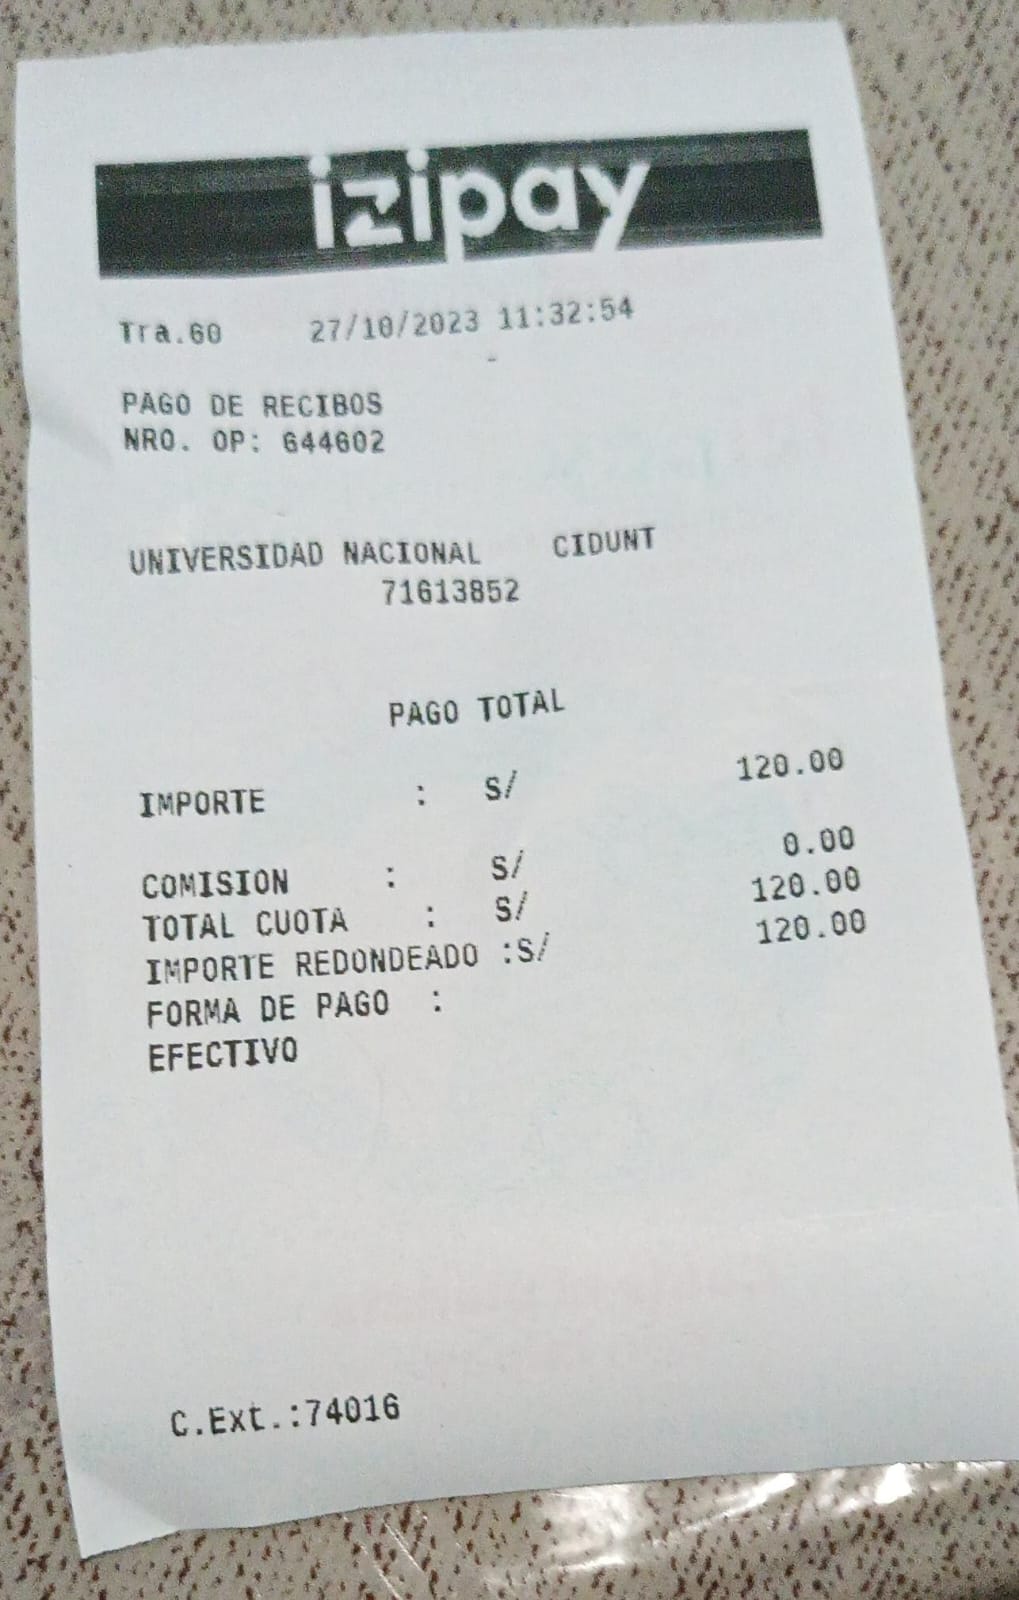 izipay
Tra.60 27/10/2023 11:32:54
PAGO DE RECIBOS
NRO. OP: 644602
UNIVERSIDAD NACIONAL CIDUNT
71613852
PAGO TOTAL
IMPORTE : S/ 120.00
COMISION : S/ 0.00
TOTAL CUOTA : S/ 120.00
IMPORTE REDONDEADO :S/ 120.00
FORMA DE PAGO :
EFECTIVO
C.Ext.:74016